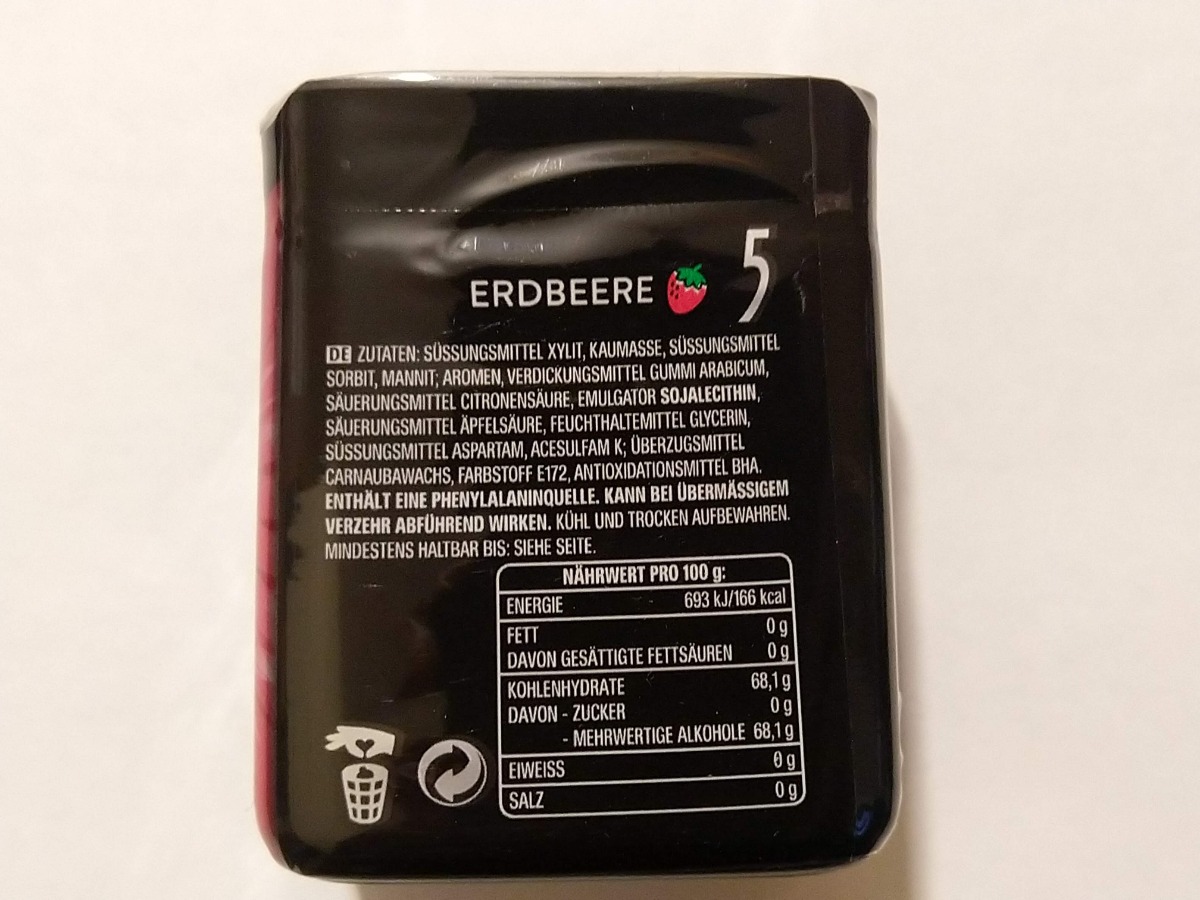 ERDBEERE 5
DE ZUTATEN: SÜSSUNGSMITTEL XYLIT, KAUMASSE, SÜSSUNGSMITTEL
SORBIT, MANNIT; AROMEN, VERDICKUNGSMITTEL GUMMI ARABICUM,
SÄUERUNGSMITTEL CITRONENSÄURE, EMULGATOR SOJALECITHIN,
SÄUERUNGSMITTEL ÄPFELSÄURE, FEUCHTHALTEMITTEL GLYCERIN,
SÜSSUNGSMITTEL ASPARTAM, ACESULFAM K; ÜBERZUGSMITTEL
CARNAUBAWACHS, FARBSTOFF E172, ANTIOXIDATIONSMITTEL BHA.
ENTHÄLT EINE PHENYLALANINQUELLE. KANN BEI ÜBERMÄSSIGEM
VERZEHR ABFÜHREND WIRKEN. KÜHL UND TROCKEN AUFBEWAHREN.
MINDESTENS HALTBAR BIS: SIEHE SEITE.
NÄHRWERT PRO 100 g:
ENERGIE 693 kJ/166 kcal
FETT 0 g
DAVON GESÄTTIGTE FETTSÄUREN 0 g
KOHLENHYDRATE 68,1 g
DAVON - ZUCKER 0 g
- MEHRWERTIGE ALKOHOLE 68,1 g
EIWEISS 0 g
SALZ 0 g